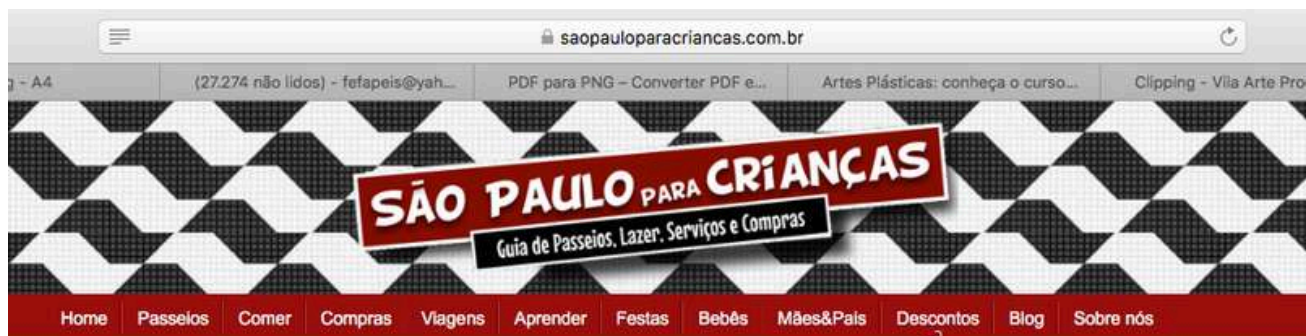 saopauloparacriancas.com.br
g - A4 (27.274 não lidos) - fefapeis@yah... PDF para PNG – Converter PDF e... Artes Plásticas: conheça o curso... Clipping - Vila Arte Pro
SÃO PAULO PARA CRiANÇAS
Guia de Passeios, Lazer, Serviços e Compras
Home Passeios Comer Compras Viagens Aprender Festas Bebês Mães&Pais Descontos Blog Sobre nós